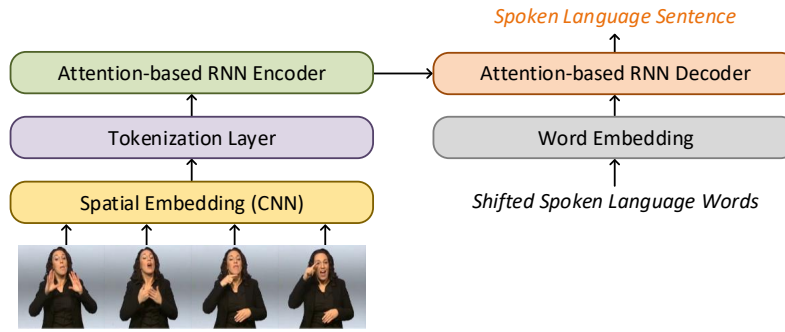 Spoken Language Sentence
Attention-based RNN Encoder
Attention-based RNN Decoder
Tokenization Layer
Word Embedding
Spatial Embedding (CNN)
Shifted Spoken Language Words